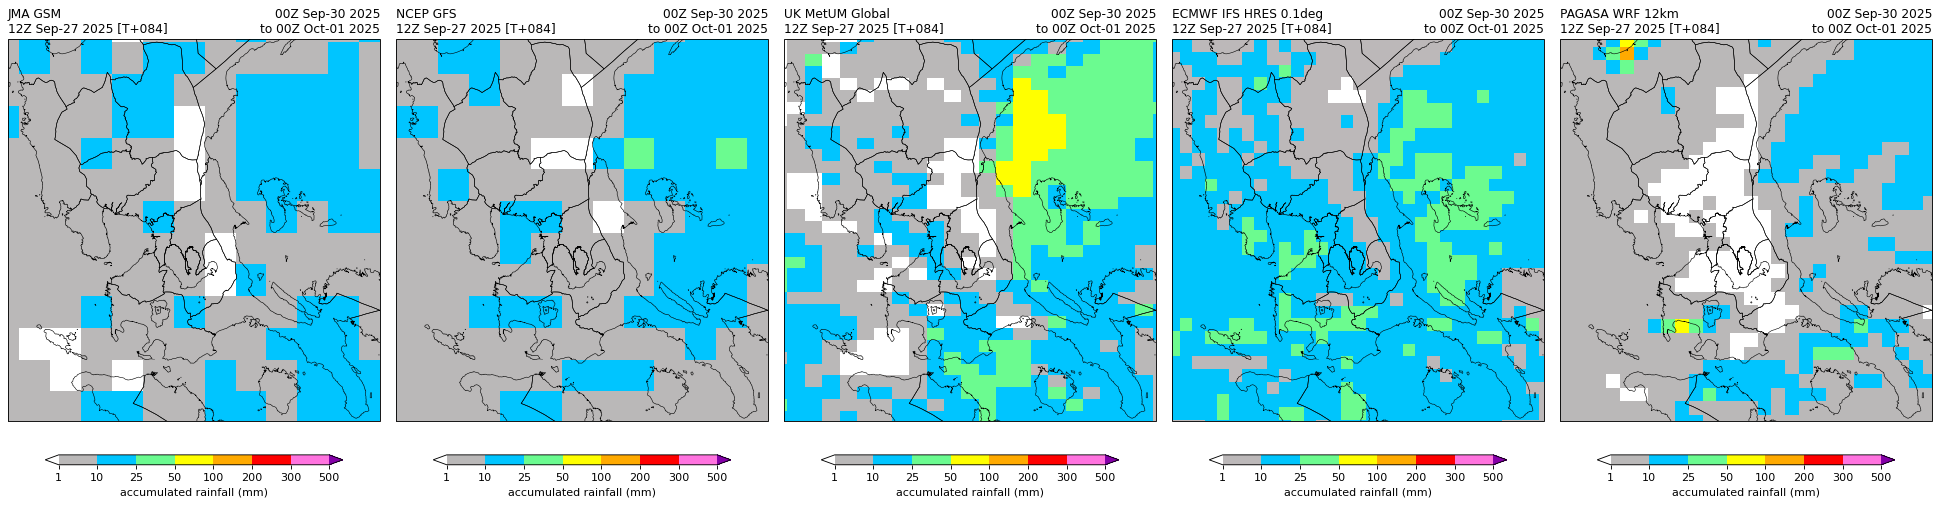 JMA GSM 00Z Sep-30 2025
12Z Sep-27 2025 [T+084] to 00Z Oct-01 2025
1 10 25 50 100 200 300 500
accumulated rainfall (mm)
NCEP GFS 00Z Sep-30 2025
12Z Sep-27 2025 [T+084] to 00Z Oct-01 2025
1 10 25 50 100 200 300 500
accumulated rainfall (mm)
UK MetUM Global 00Z Sep-30 2025
12Z Sep-27 2025 [T+084] to 00Z Oct-01 2025
1 10 25 50 100 200 300 500
accumulated rainfall (mm)
ECMWF IFS HRES 0.1deg 00Z Sep-30 2025
12Z Sep-27 2025 [T+084] to 00Z Oct-01 2025
1 10 25 50 100 200 300 500
accumulated rainfall (mm)
PAGASA WRF 12km 00Z Sep-30 2025
12Z Sep-27 2025 [T+084] to 00Z Oct-01 2025
1 10 25 50 100 200 300 500
accumulated rainfall (mm)